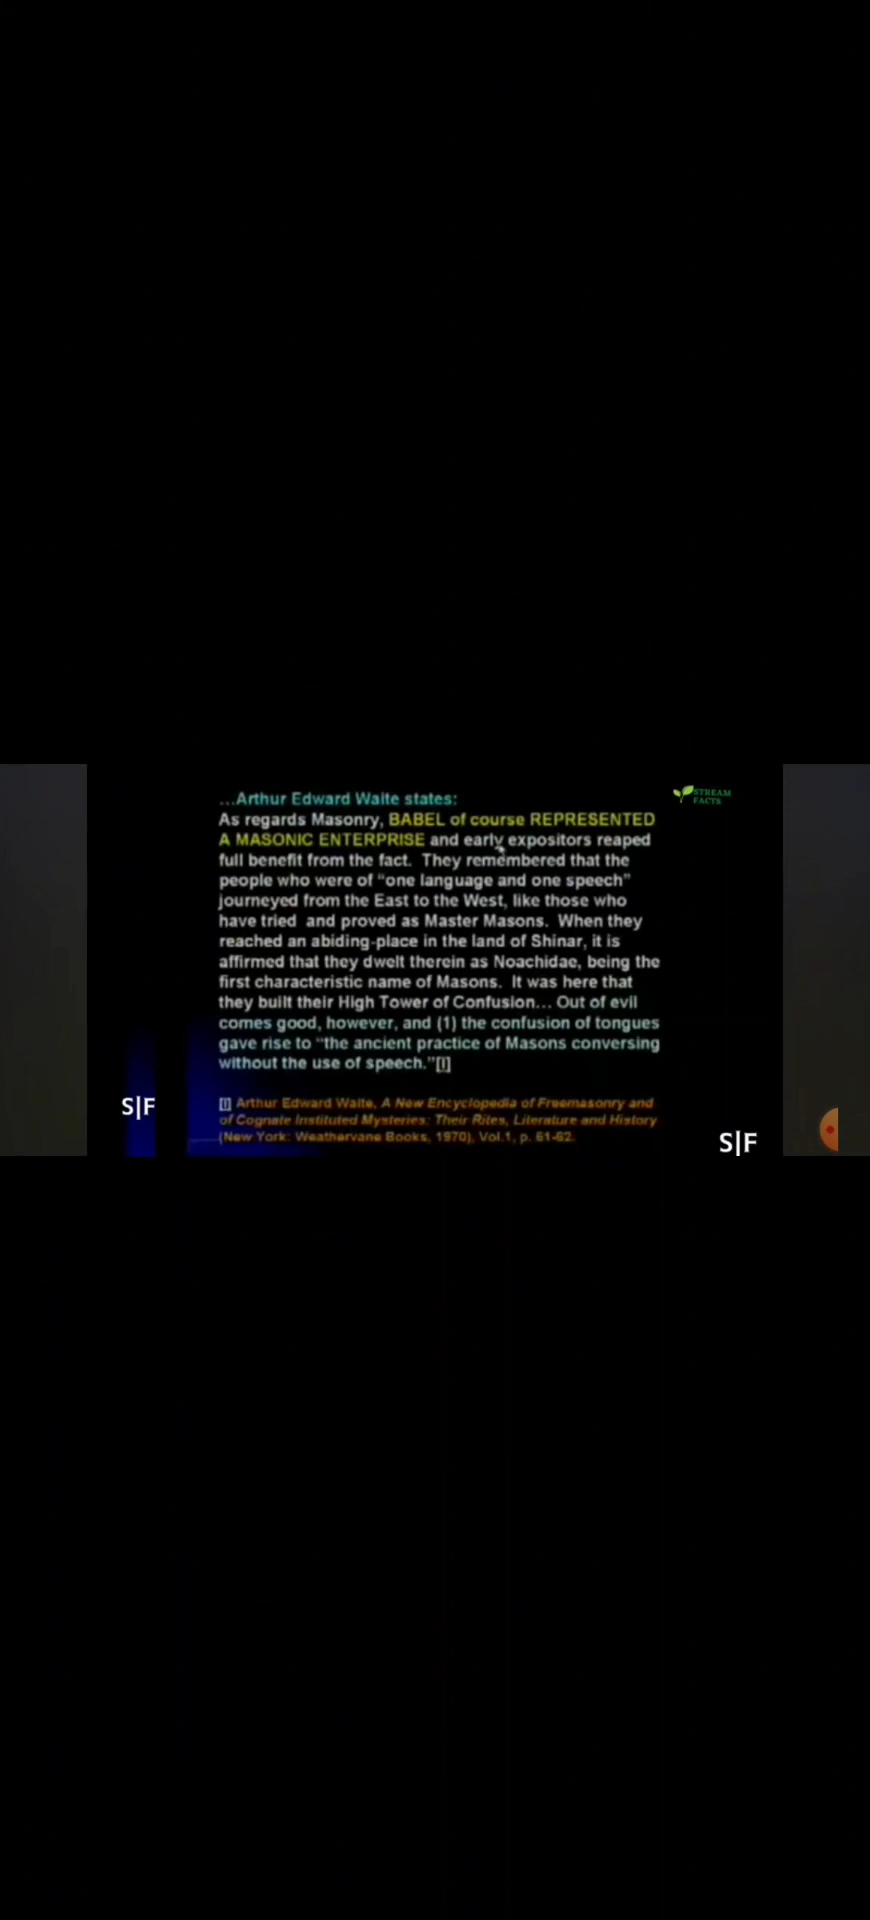 ...Arthur Edward Waite states:
As regards Masonry, BABEL of course REPRESENTED
A MASONIC ENTERPRISE and early expositors reaped
full benefit from the fact. They remembered that the
people who were of "one language and one speech"
journeyed from the East to the West, like those who
have tried and proved as Master Masons. When they
reached an abiding-place in the land of Shinar, it is
affirmed that they dwelt therein as Noachidae, being the
first characteristic name of Masons. It was here that
they built their High Tower of Confusion... Out of evil
comes good, however, and (1) the confusion of tongues
gave rise to "the ancient practice of Masons conversing
without the use of speech."[i]
[i] Arthur Edward Waite, A New Encyclopedia of Freemasonry and
of Cognate Instituted Mysteries: Their Rites, Literature and History
(New York: Weathervane Books, 1970), Vol.1, p. 61-62.
STREAM
FACTS
S|F
S|F